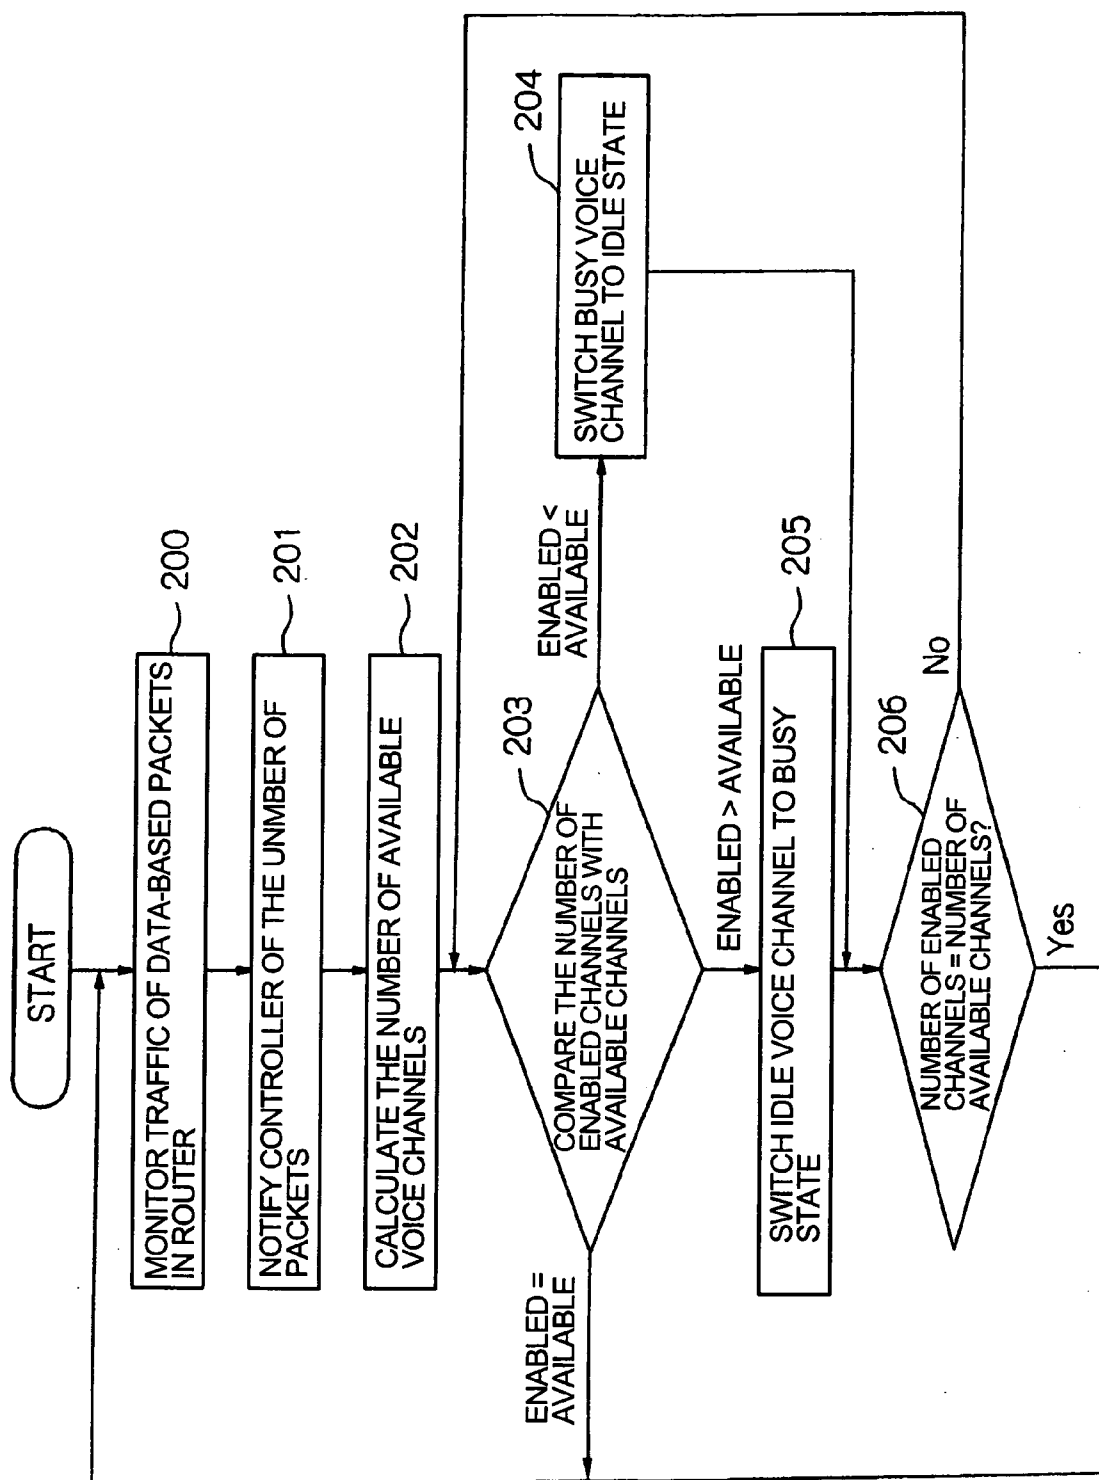 START
MONITOR TRAFFIC OF DATA-BASED PACKETS
IN ROUTER
200
NOTIFY CONTROLLER OF THE UNMBER OF
PACKETS
201
CALCULATE THE NUMBER OF AVAILABLE
VOICE CHANNELS
202
COMPARE THE NUMBER OF
ENABLED CHANNELS WITH
AVAILABLE CHANNELS
203
ENABLED =
AVAILABLE
ENABLED <
AVAILABLE
SWITCH BUSY VOICE
CHANNEL TO IDLE STATE
204
ENABLED > AVAILABLE
SWITCH IDLE VOICE CHANNEL TO BUSY
STATE
205
NUMBER OF ENABLED
CHANNELS = NUMBER OF
AVAILABLE CHANNELS?
206
No
Yes